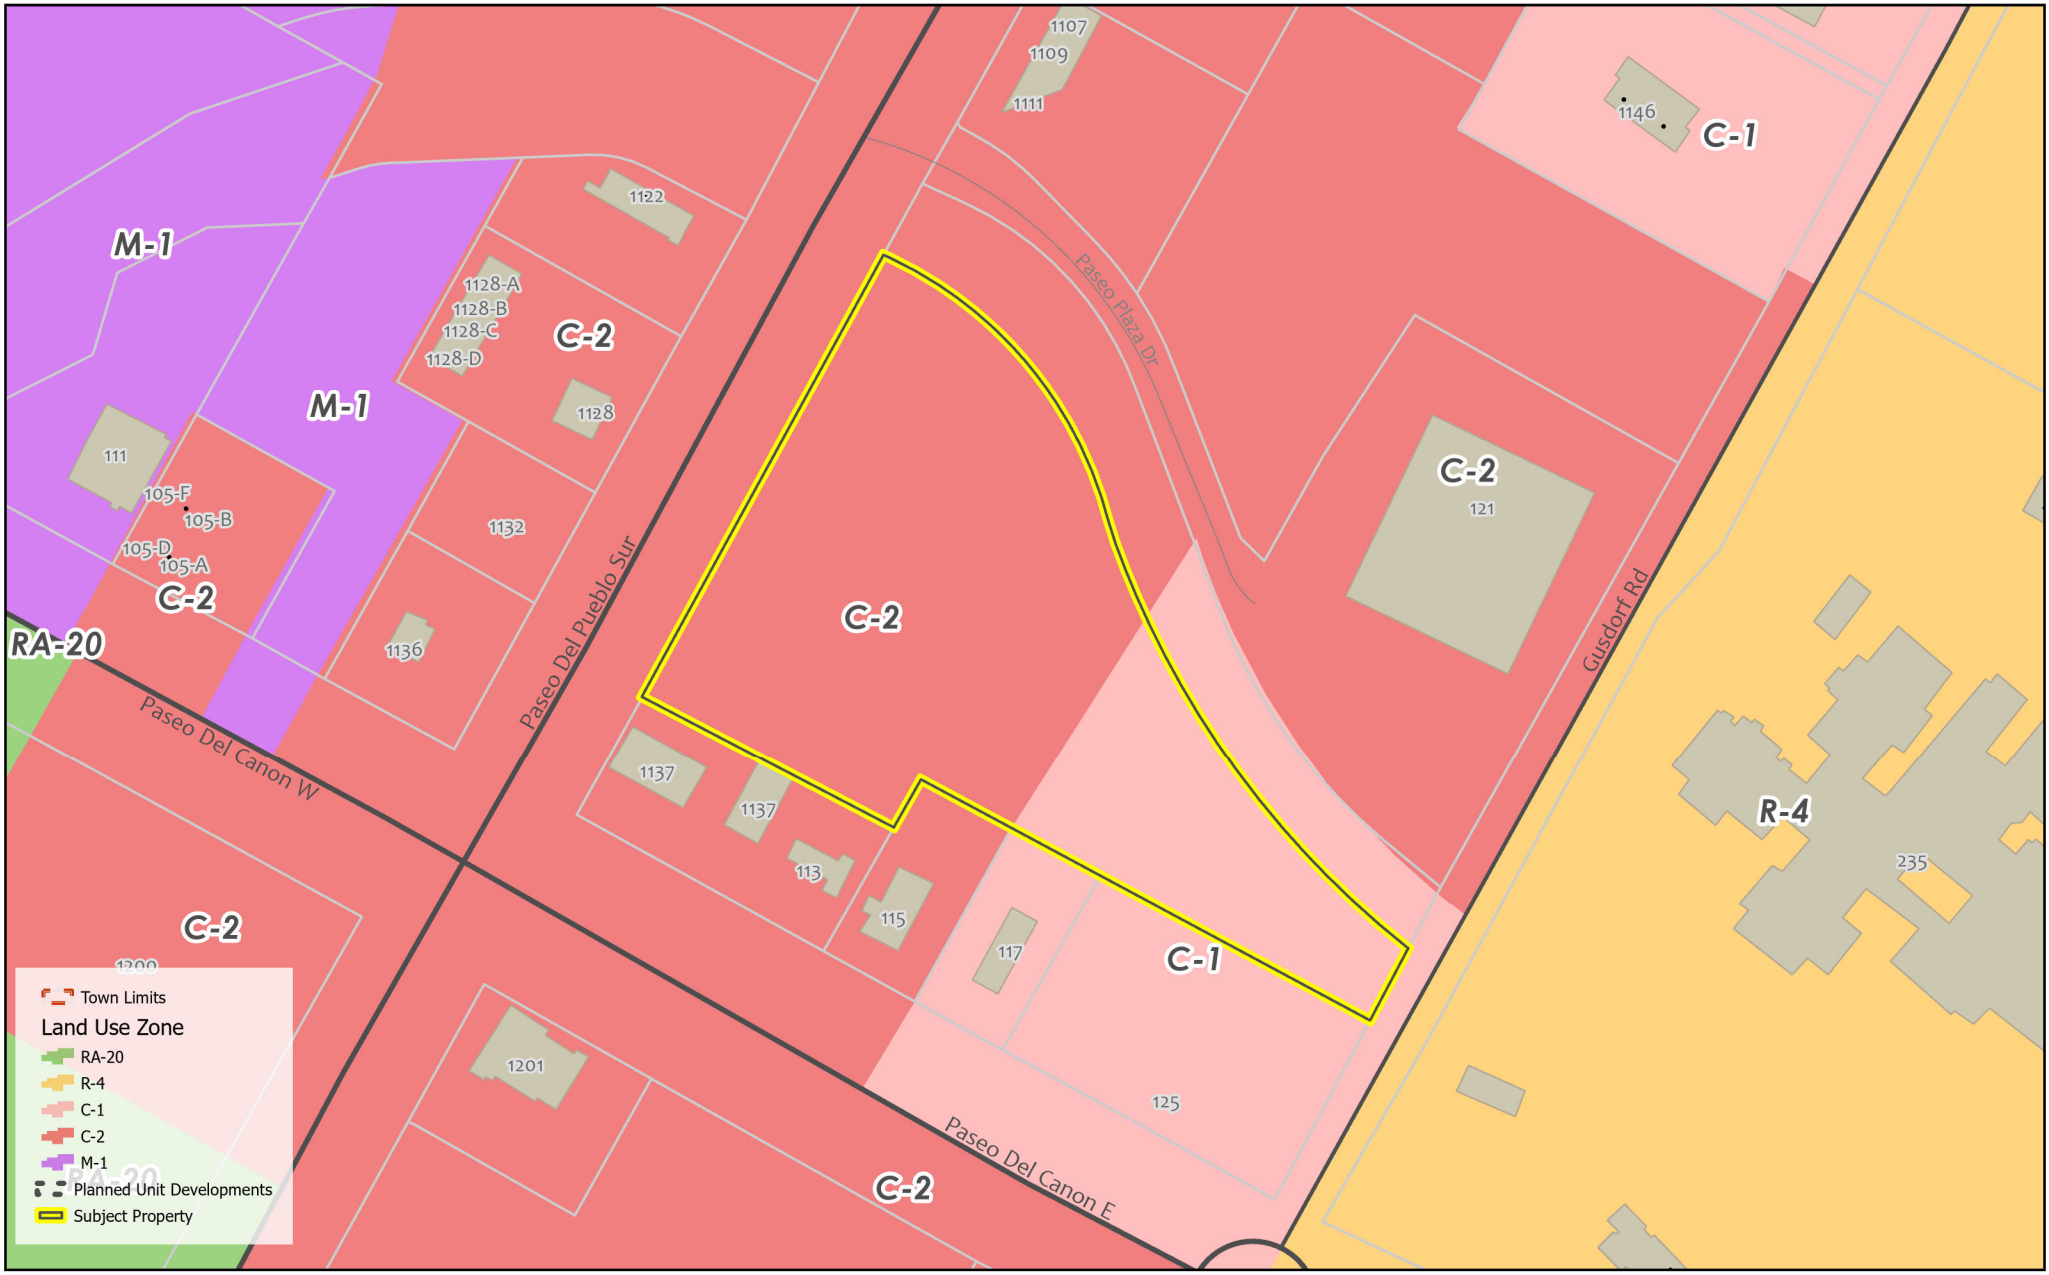 1107
1109
1111
1146
C-1
1122
M-1
1128-A
1128-B
1128-C
1128-D
C-2
Paseo Plaza Dr
M-1
1128
111
105-F
105-B
105-D
105-A
C-2
1132
1136
C-2
121
RA-20
Paseo Del Pueblo Sur
C-2
Gusdorf Rd
Paseo Del Canon W
1137
1137
113
115
117
C-1
R-4
235
C-2
1200
1201
125
Paseo Del Canon E
C-2
RA-20
Town Limits
Land Use Zone
RA-20
R-4
C-1
C-2
M-1
Planned Unit Developments
Subject Property